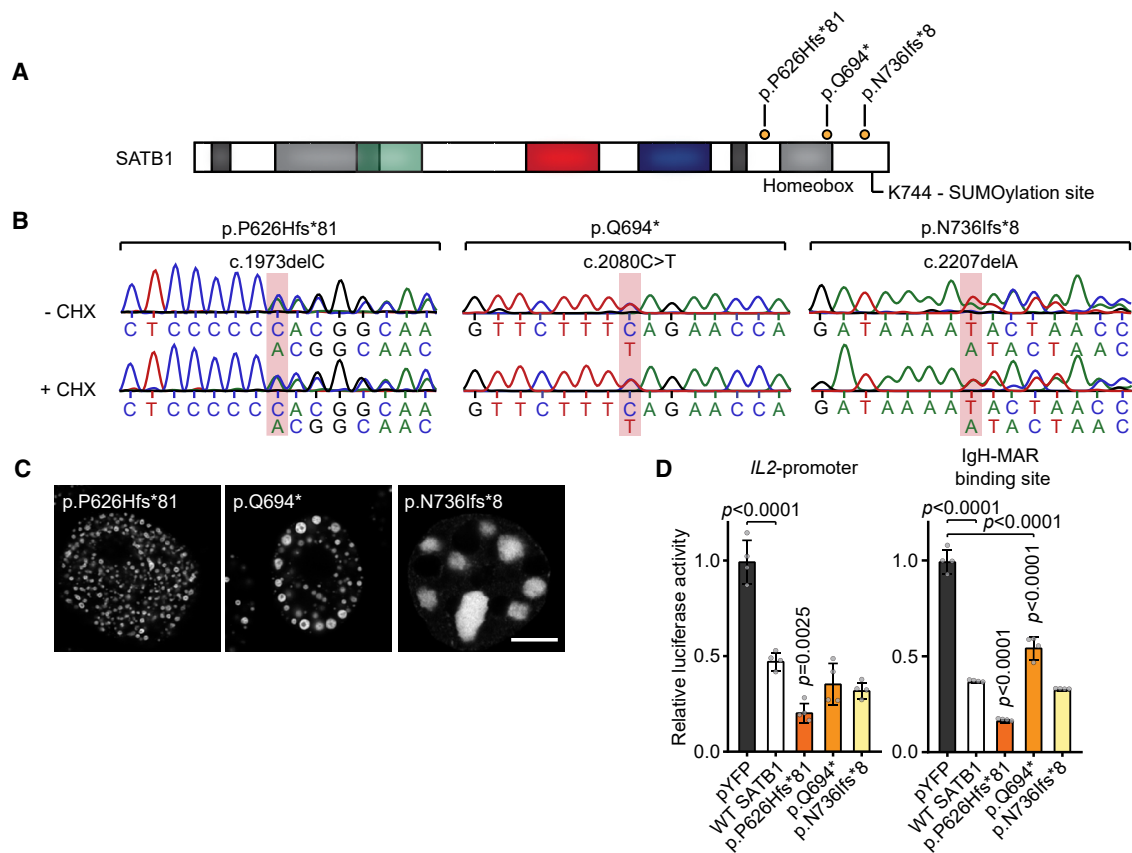 A
p.P626Hfs*81
p.Q694*
p.N736Ifs*8
SATB1
Homeobox
K744 - SUMOylation site
B
p.P626Hfs*81
p.Q694*
p.N736Ifs*8
c.1973delC
c.2080C>T
c.2207delA
- CHX
C T C C C C C C A C G G C A A
A C G G C A A C
G T T C T T T C A G A A C C A
T
G A T A A A A T A C T A A C C
A T A C T A A C
+ CHX
C T C C C C C C A C G G C A A
A C G G C A A C
G T T C T T T C A G A A C C A
T
G A T A A A A T A C T A A C C
A T A C T A A C
C
p.P626Hfs*81
p.Q694*
p.N736Ifs*8
D
IL2-promoter
IgH-MAR
binding site
Relative luciferase activity
1.0
0.5
0.0
p<0.0001
p=0.0025
pYFP
WT SATB1
p.P626Hfs*81
p.Q694*
p.N736Ifs*8
1.0
0.5
0.0
p<0.0001
p<0.0001
p<0.0001
p<0.0001
pYFP
WT SATB1
p.P626Hfs*81
p.Q694*
p.N736Ifs*8